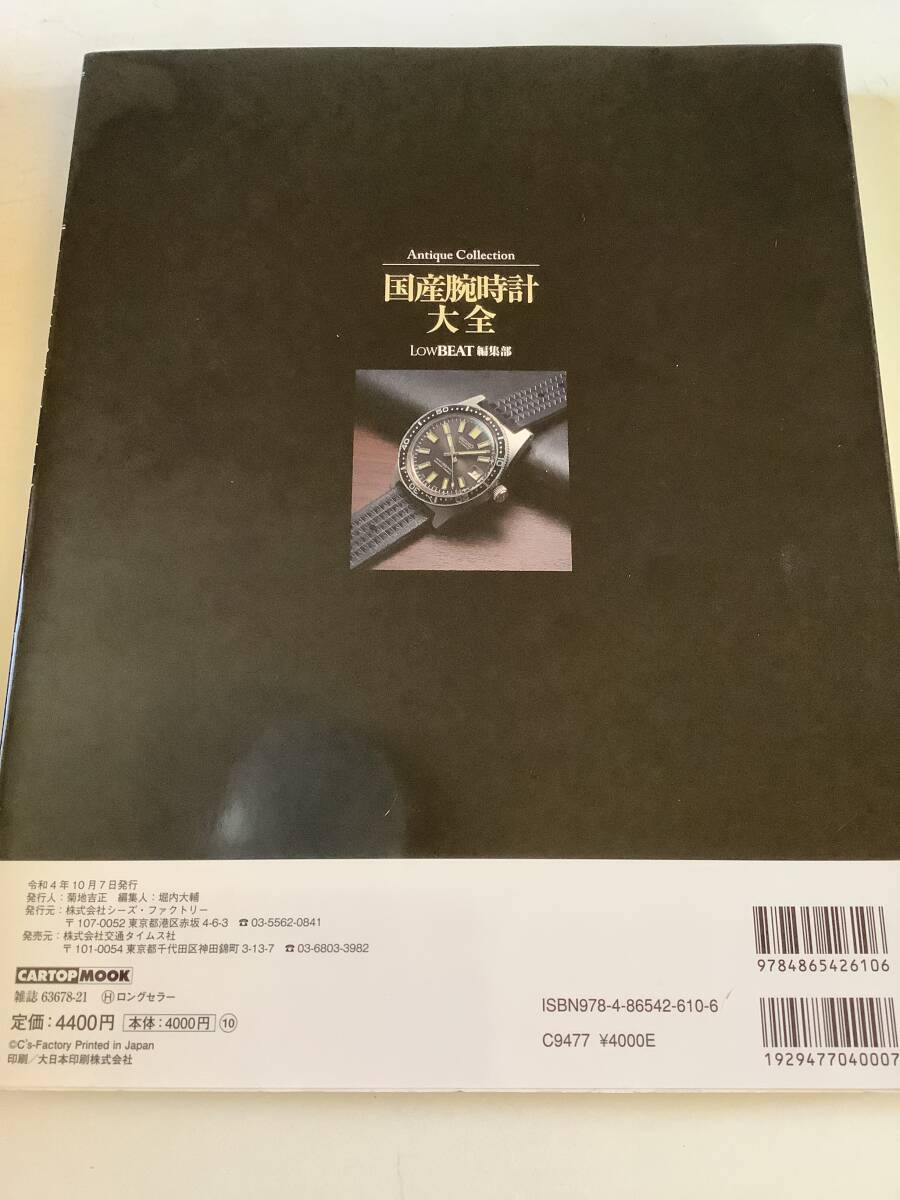 Antique Collection
国産腕時計
大全
LOWBEAT 編集部
令和4年10月7日発行
発行人：菊地吉正　編集人：堀内大輔
発行元：株式会社シーズ・ファクトリー
〒107-0052 東京都港区赤坂 4-6-3　☎03-5562-0841
発売元：株式会社交通タイムス社
〒101-0054 東京都千代田区神田錦町 3-13-7　☎03-6803-3982
CARTOPMOOK
雑誌 63678-21　Ⓗロングセラー
定価：4400円　本体：4000円　⑩
©C's-Factory Printed in Japan
印刷／大日本印刷株式会社
ISBN978-4-86542-610-6
C9477　¥4000E
9784865426106
1929477040007